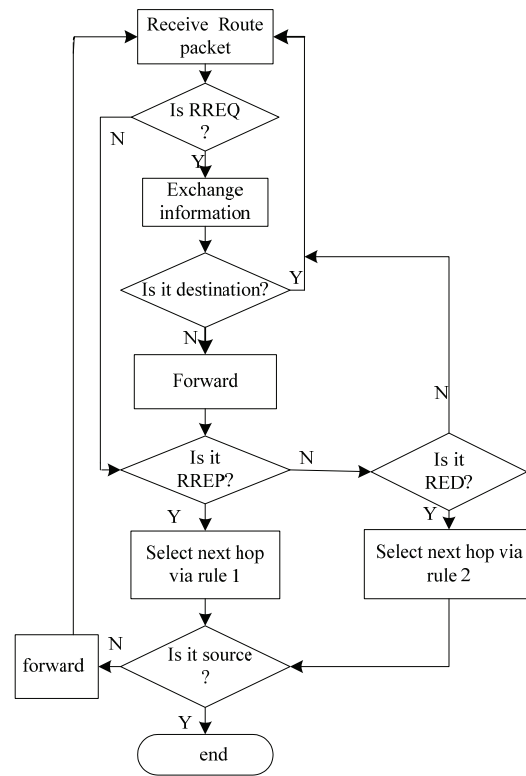 Receive Route
packet
Is RREQ
?
N
Y
Exchange
information
Is it destination?
Y
N
Forward
N
Is it
RREP?
N
Is it
RED?
Y
Y
Select next hop
via rule 1
Select next hop via
rule 2
Is it source
?
N
forward
Y
end